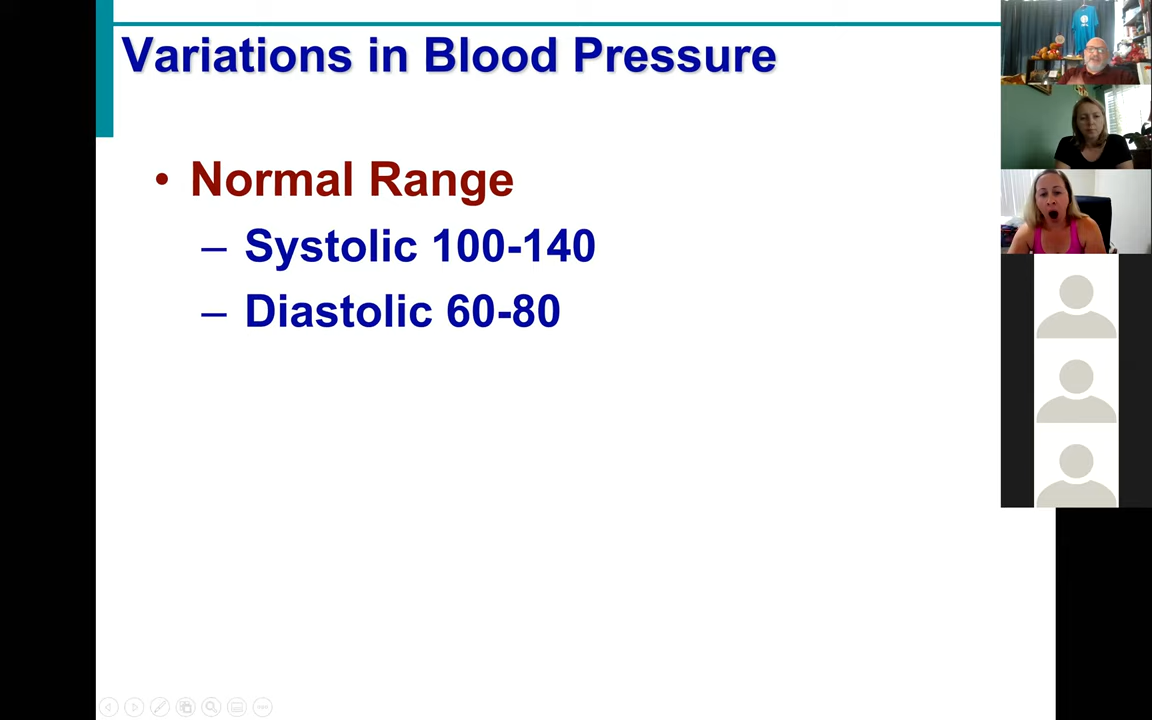 Variations in Blood Pressure
• Normal Range
– Systolic 100-140
– Diastolic 60-80